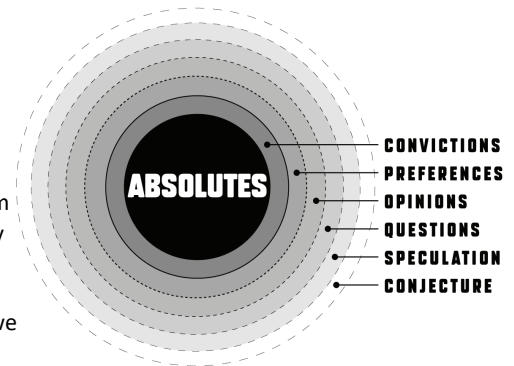 ABSOLUTES
CONVICTIONS
PREFERENCES
OPINIONS
QUESTIONS
SPECULATION
CONJECTURE